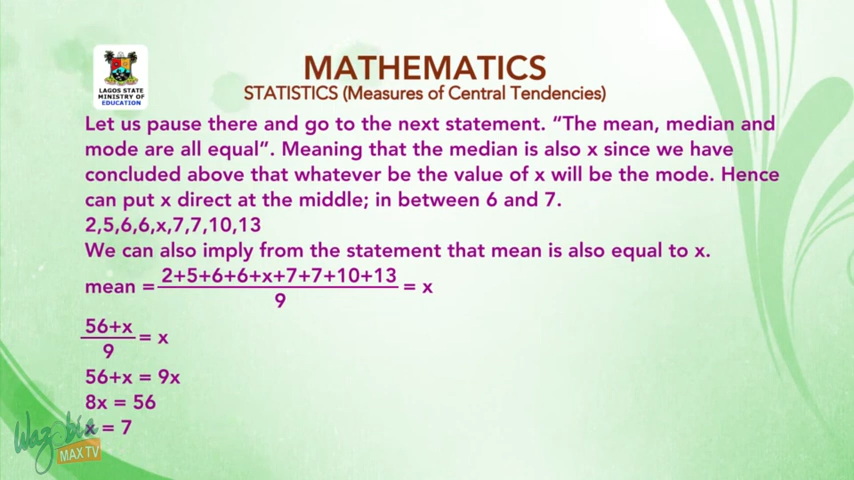 LAGOS STATE
MINISTRY OF
EDUCATION
MATHEMATICS
STATISTICS (Measures of Central Tendencies)
Let us pause there and go to the next statement. “The mean, median and
mode are all equal”. Meaning that the median is also x since we have
concluded above that whatever be the value of x will be the mode. Hence
can put x direct at the middle; in between 6 and 7.
2,5,6,6,x,7,7,10,13
We can also imply from the statement that mean is also equal to x.
mean = 2+5+6+6+x+7+7+10+13 = x
9
56+x = x
9
56+x = 9x
8x = 56
x = 7
Wazobia
MAX TV